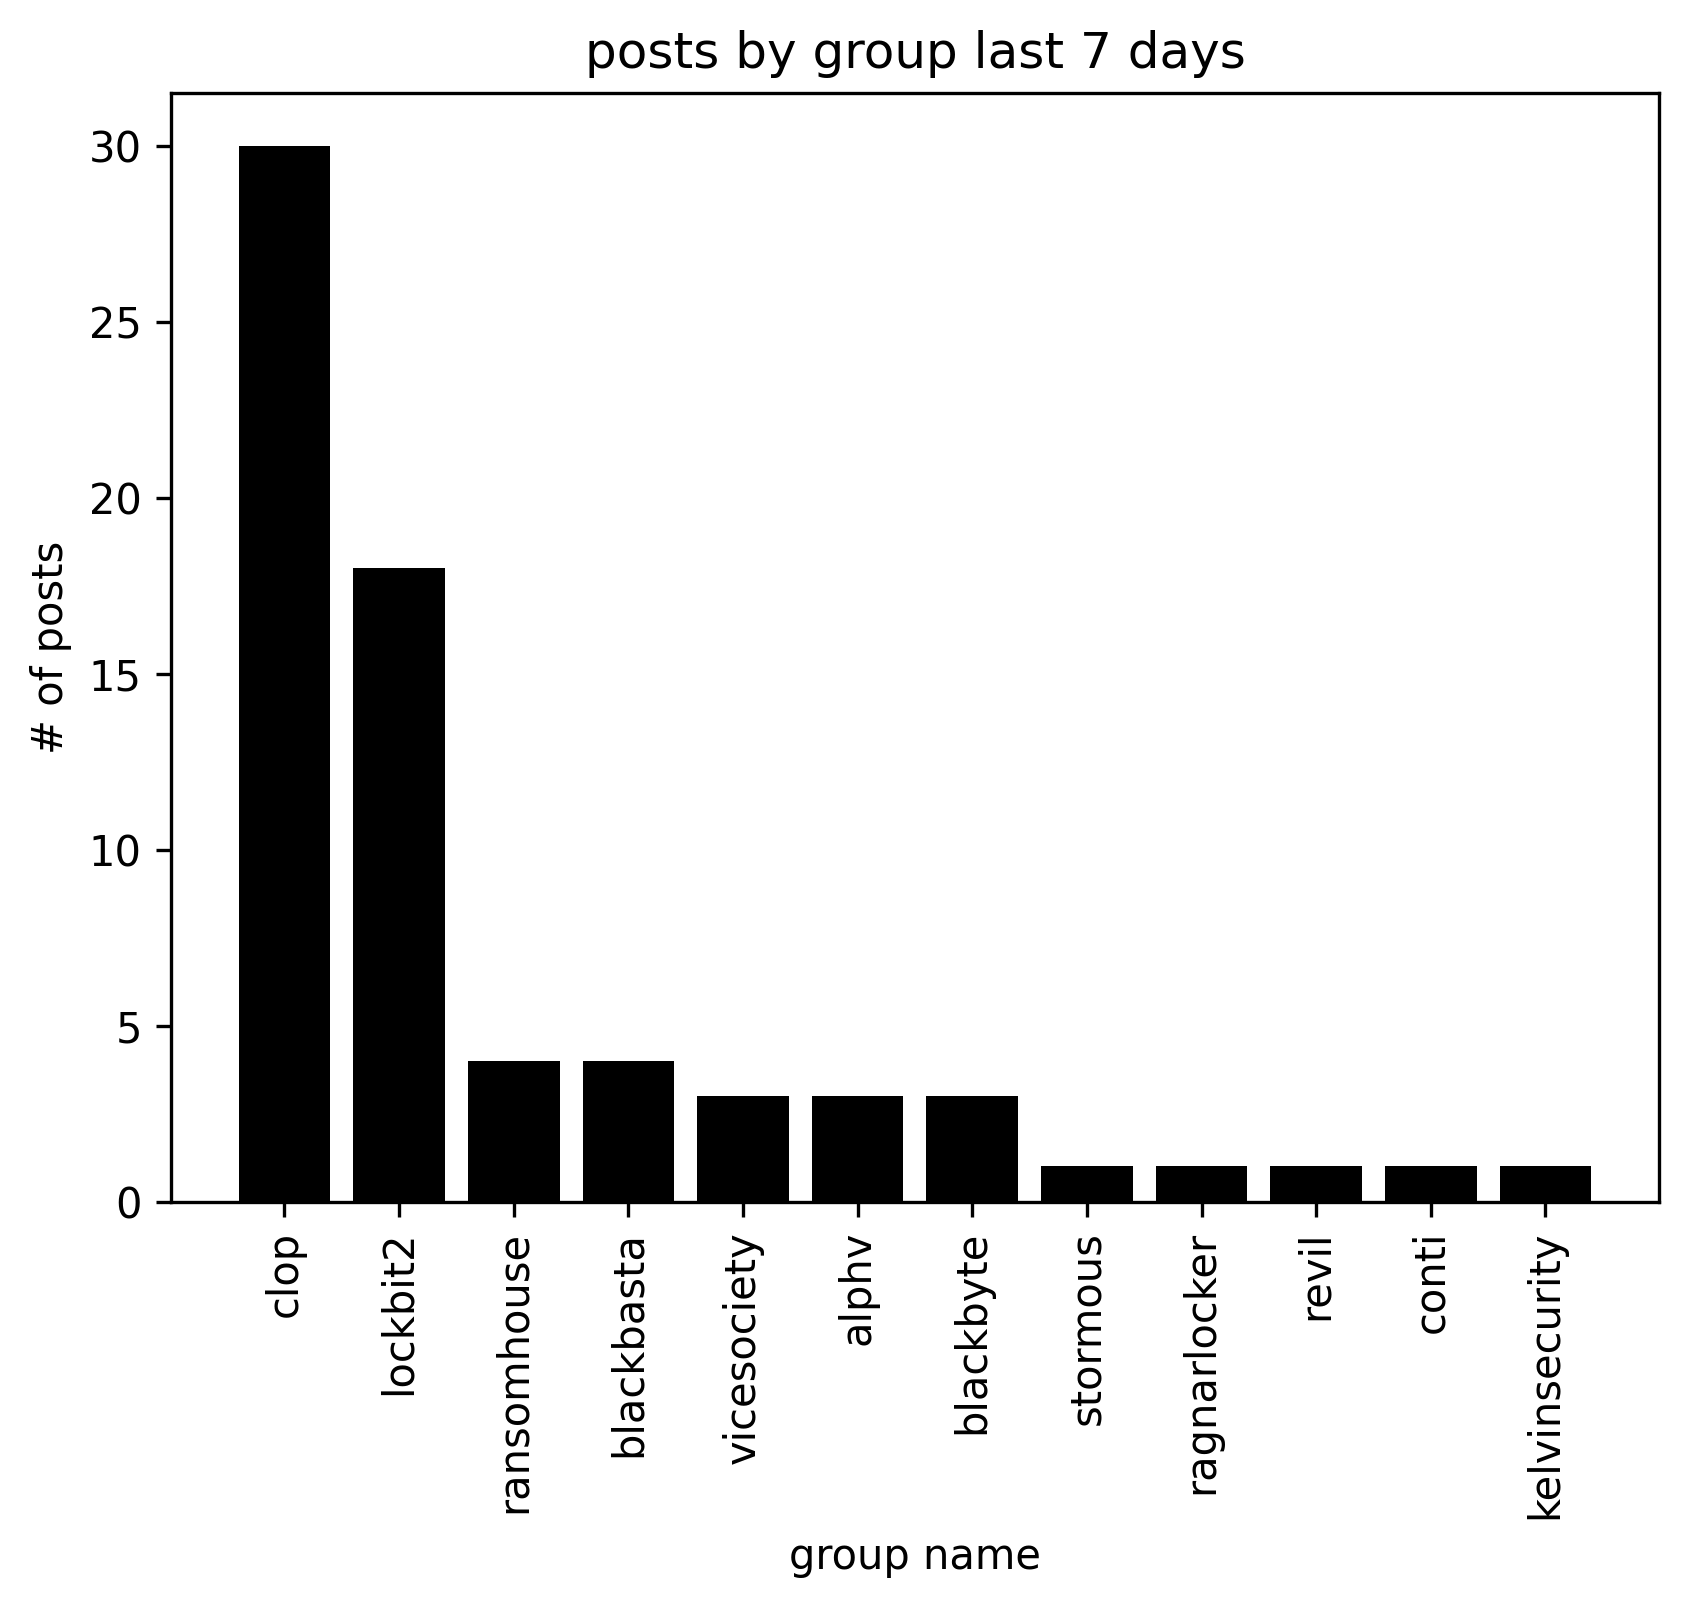 posts by group last 7 days
30
25
20
15
10
5
0
# of posts
clop
lockbit2
ransomhouse
blackbasta
vicesociety
alphv
blackbyte
stormous
ragnarlocker
revil
conti
kelvinsecurity
group name